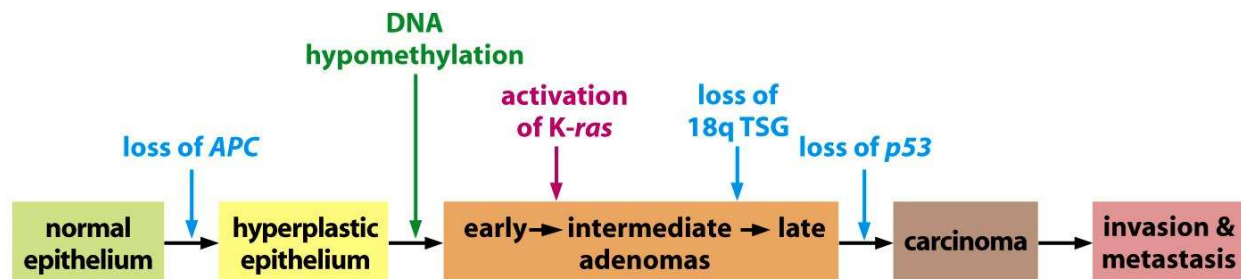 DNA
hypomethylation
activation
of K-ras
loss of
18q TSG
loss of APC
loss of p53
normal
epithelium
hyperplastic
epithelium
early → intermediate → late
adenomas
carcinoma
invasion &
metastasis